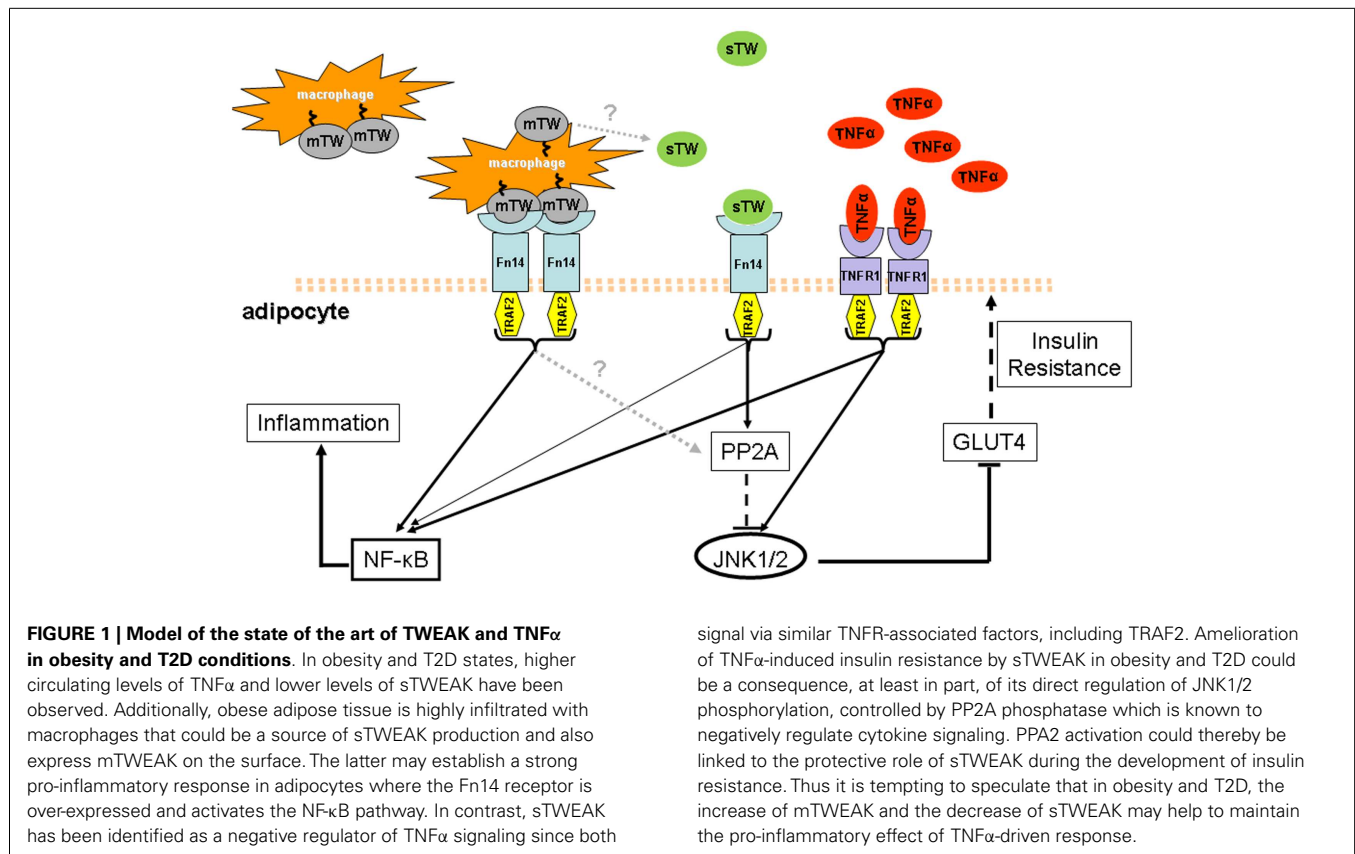 sTW
macrophage
mTW
mTW
mTW
?
sTW
macrophage
mTW
mTW
TNFα
TNFα
TNFα
TNFα
TNFα
sTW
TNFα
TNFα
Fn14
Fn14
Fn14
TNFR1
TNFR1
adipocyte
TRAF2
TRAF2
TRAF2
TRAF2
TRAF2
Insulin
Resistance
?
Inflammation
PP2A
GLUT4
NF-κB
JNK1/2
FIGURE 1 | Model of the state of the art of TWEAK and TNFα
in obesity and T2D conditions. In obesity and T2D states, higher
circulating levels of TNFα and lower levels of sTWEAK have been
observed. Additionally, obese adipose tissue is highly infiltrated with
macrophages that could be a source of sTWEAK production and also
express mTWEAK on the surface. The latter may establish a strong
pro-inflammatory response in adipocytes where the Fn14 receptor is
over-expressed and activates the NF-κB pathway. In contrast, sTWEAK
has been identified as a negative regulator of TNFα signaling since both
signal via similar TNFR-associated factors, including TRAF2. Amelioration
of TNFα-induced insulin resistance by sTWEAK in obesity and T2D could
be a consequence, at least in part, of its direct regulation of JNK1/2
phosphorylation, controlled by PP2A phosphatase which is known to
negatively regulate cytokine signaling. PPA2 activation could thereby be
linked to the protective role of sTWEAK during the development of insulin
resistance. Thus it is tempting to speculate that in obesity and T2D, the
increase of mTWEAK and the decrease of sTWEAK may help to maintain
the pro-inflammatory effect of TNFα-driven response.